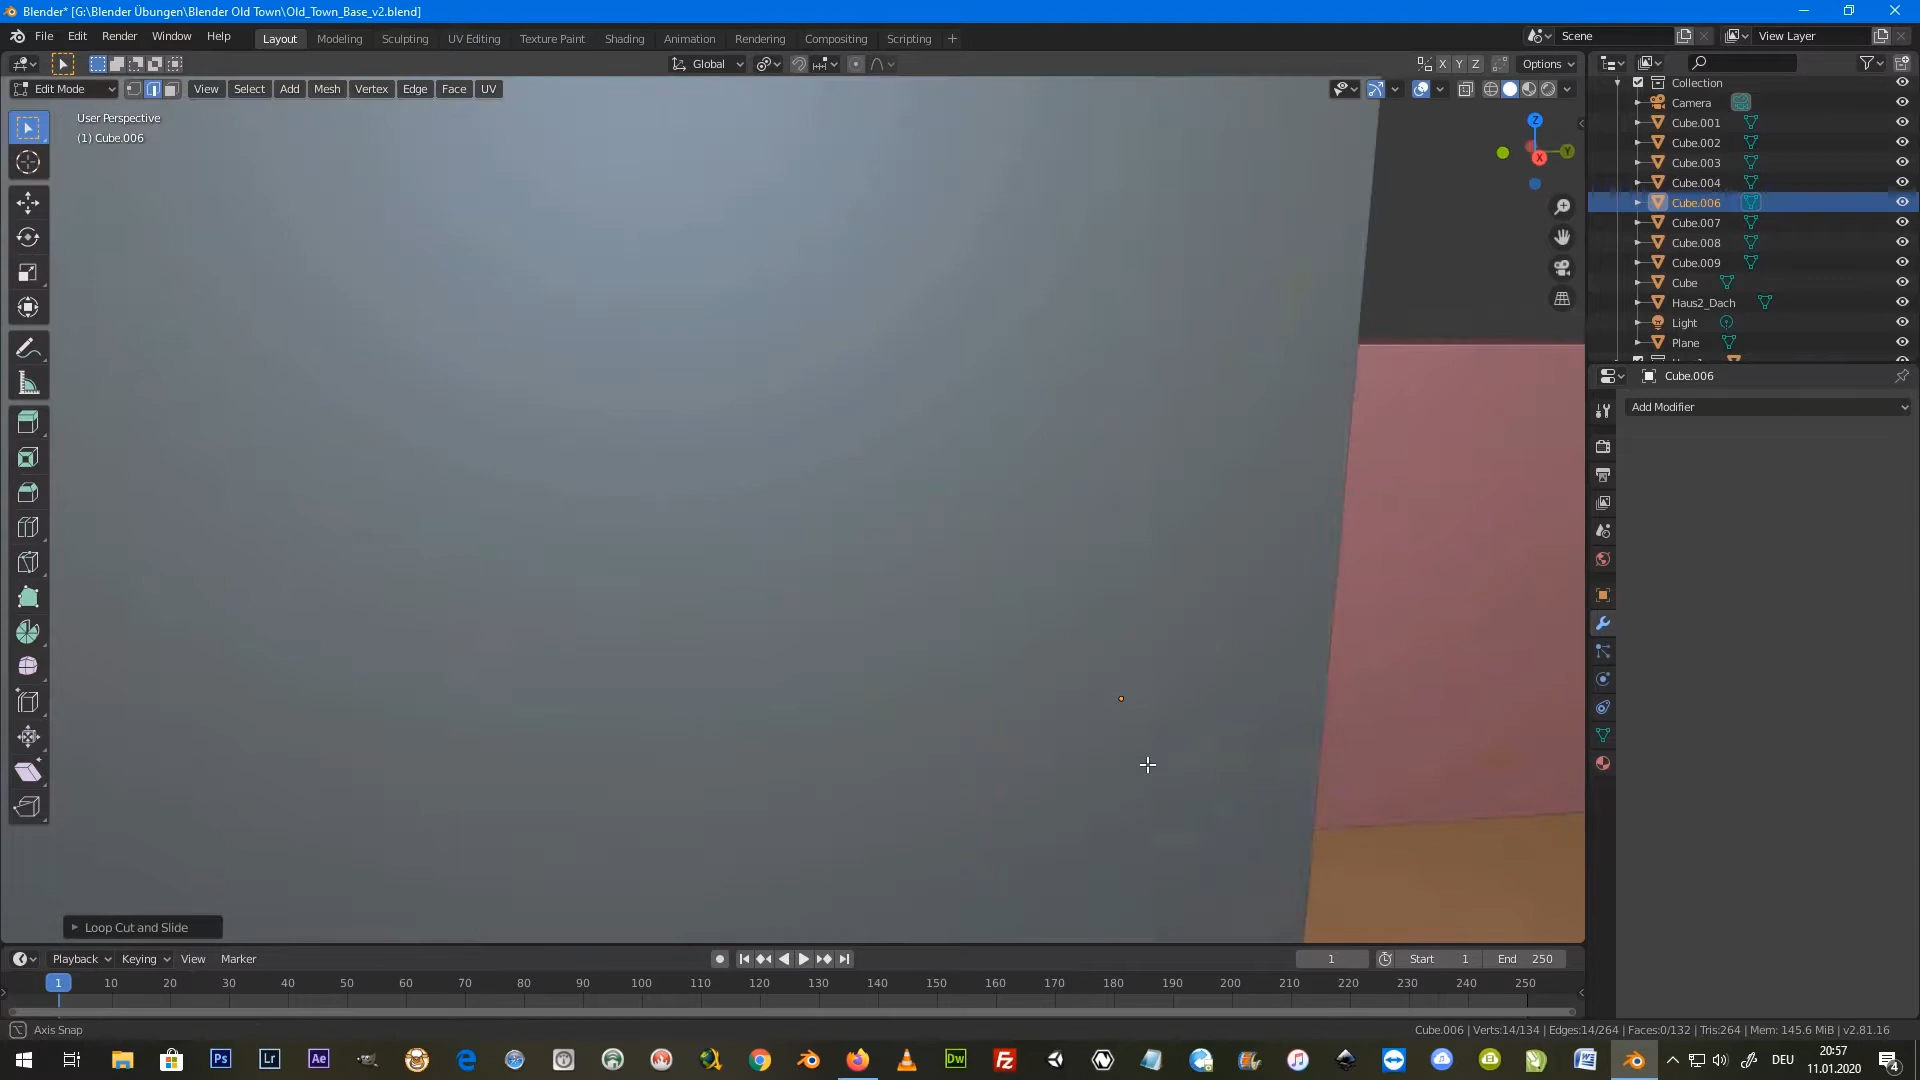 Blender* [G:\Blender Übungen\Blender Old Town\Old_Town_Base_v2.blend]
File Edit Render Window Help Layout Modeling Sculpting UV Editing Texture Paint Shading Animation Rendering Compositing Scripting + Scene View Layer
Global X Y Z Options
Edit Mode View Select Add Mesh Vertex Edge Face UV
User Perspective
(1) Cube.006
Z
Y
X
Collection
Camera
Cube.001
Cube.002
Cube.003
Cube.004
Cube.006
Cube.007
Cube.008
Cube.009
Cube
Haus2_Dach
Light
Plane
Cube.006
Add Modifier
Loop Cut and Slide
Playback Keying View Marker 1 Start 1 End 250
1 10 20 30 40 50 60 70 80 90 100 110 120 130 140 150 160 170 180 190 200 210 220 230 240 250
Axis Snap Cube.006 | Verts:14/134 | Edges:14/264 | Faces:0/132 | Tris:264 | Mem: 145.6 MiB | v2.81.16
Ps Lr Ae Dw Fz DEU 20:57
11.01.2020 4